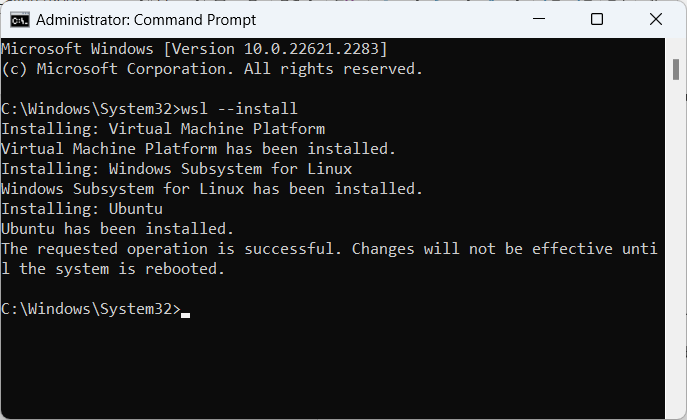 Administrator: Command Prompt
Microsoft Windows [Version 10.0.22621.2283]
(c) Microsoft Corporation. All rights reserved.
C:\Windows\System32>wsl --install
Installing: Virtual Machine Platform
Virtual Machine Platform has been installed.
Installing: Windows Subsystem for Linux
Windows Subsystem for Linux has been installed.
Installing: Ubuntu
Ubuntu has been installed.
The requested operation is successful. Changes will not be effective unti
l the system is rebooted.
C:\Windows\System32>